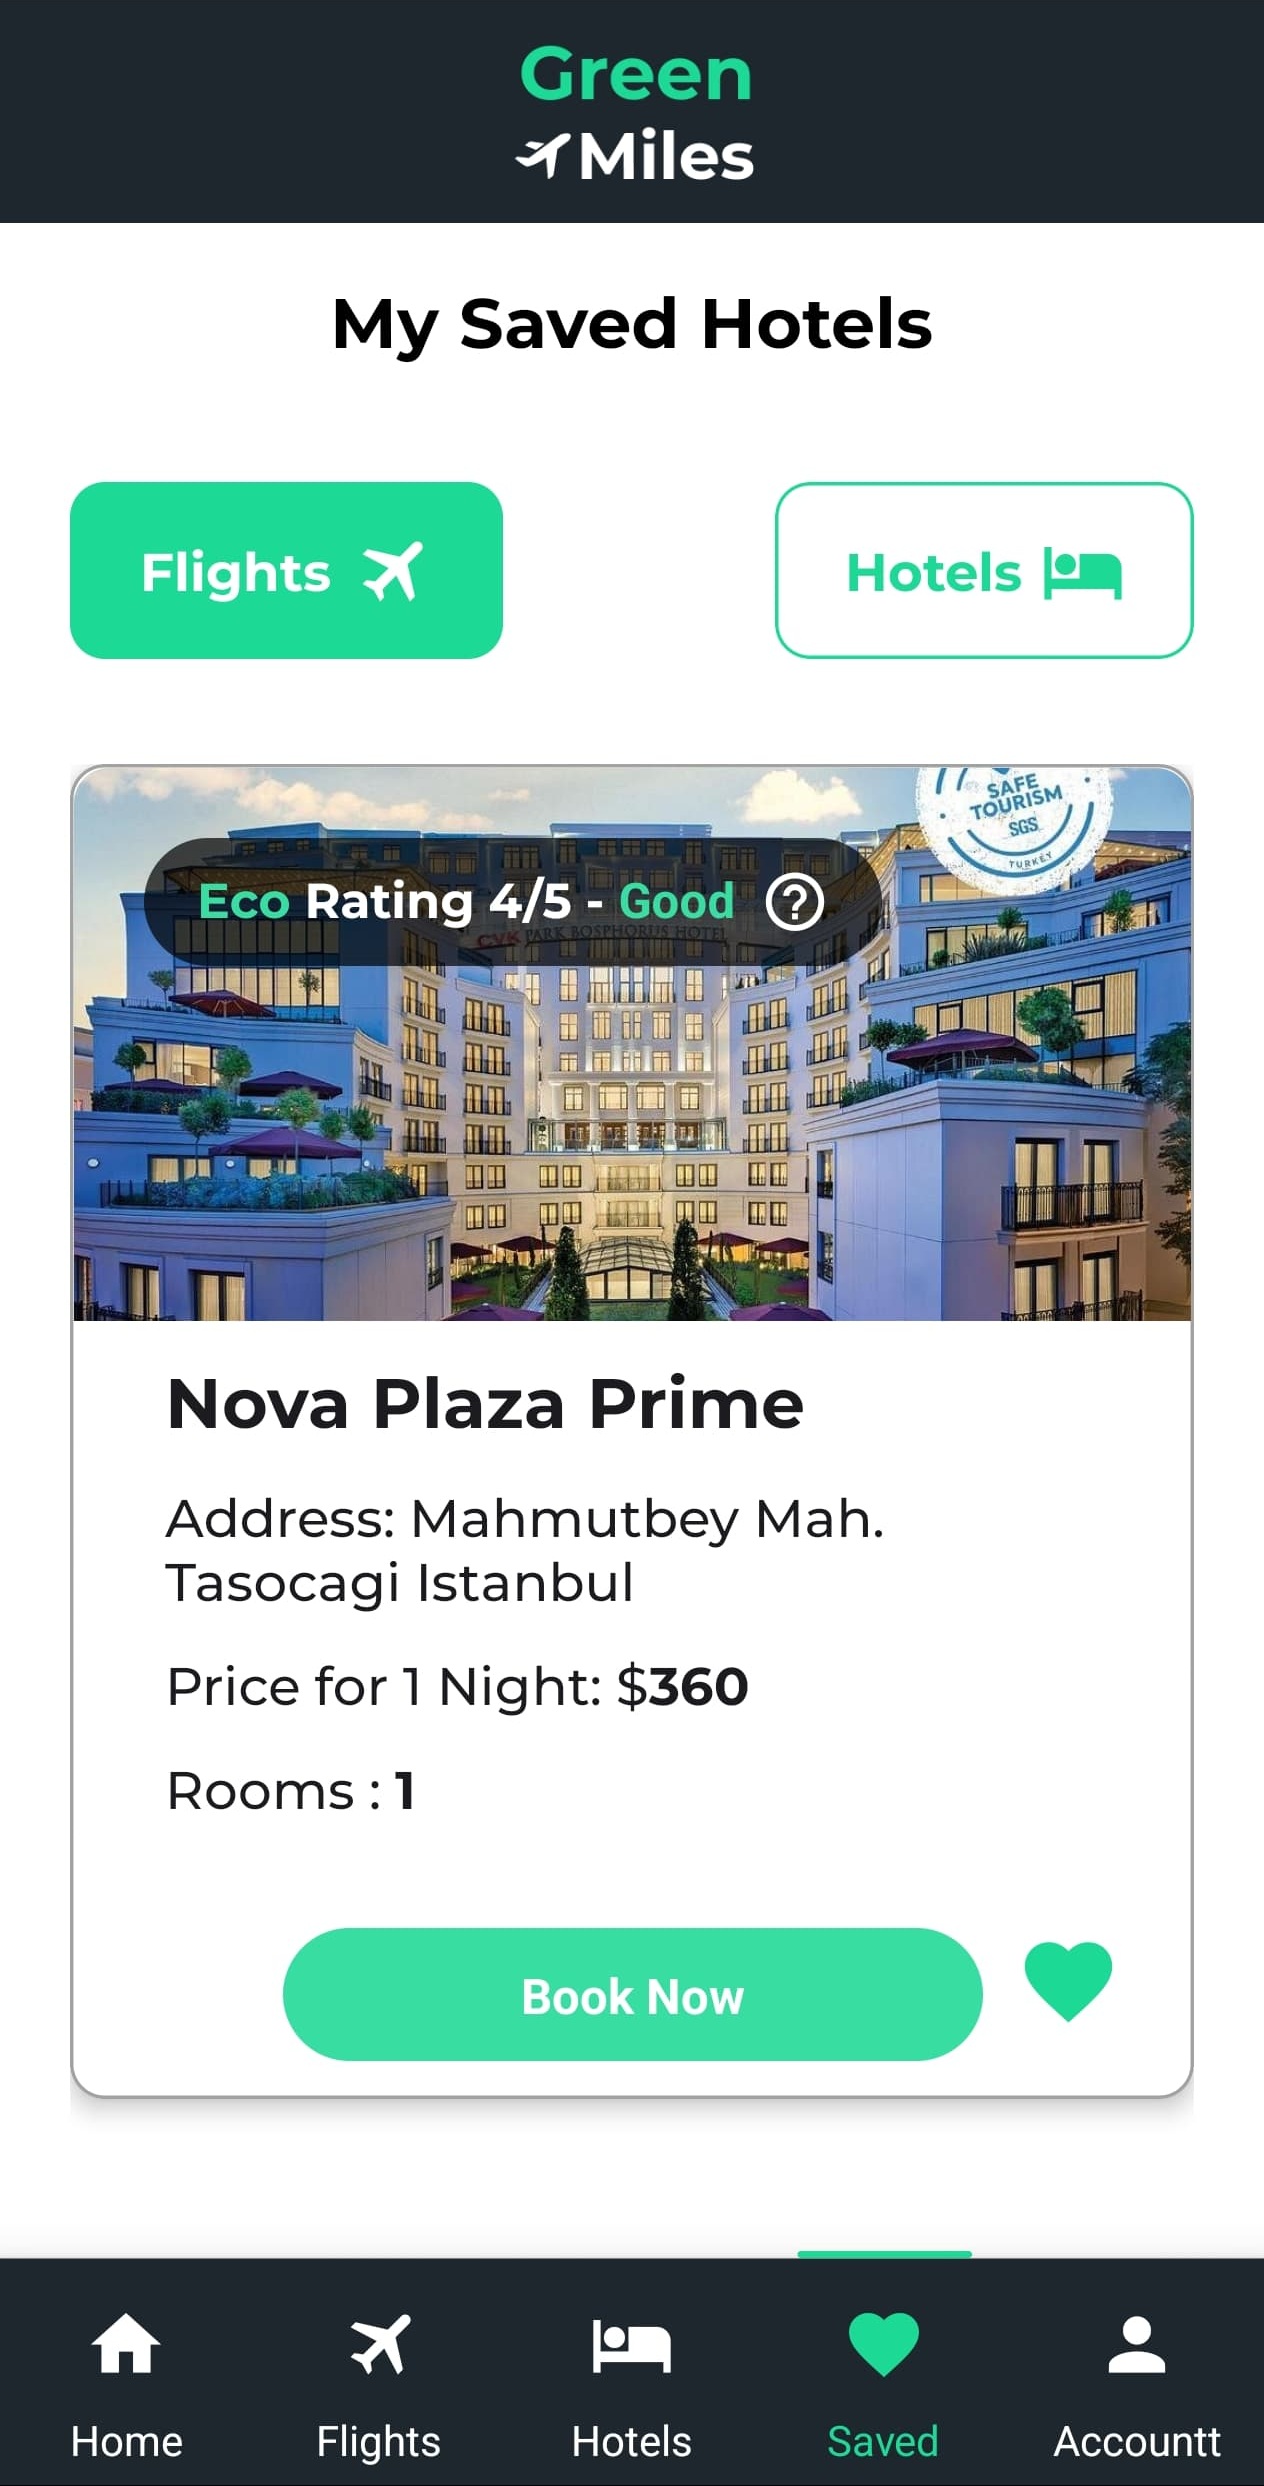 Green
Miles
My Saved Hotels
Flights
Hotels
SAFE
TOURISM
SGS
TURKEY
Eco Rating 4/5 - Good ?
CVK PARK BOSPHORUS HOTEL
Nova Plaza Prime
Address: Mahmutbey Mah.
Tasocagi Istanbul
Price for 1 Night: $360
Rooms : 1
Book Now
Home
Flights
Hotels
Saved
Accountt